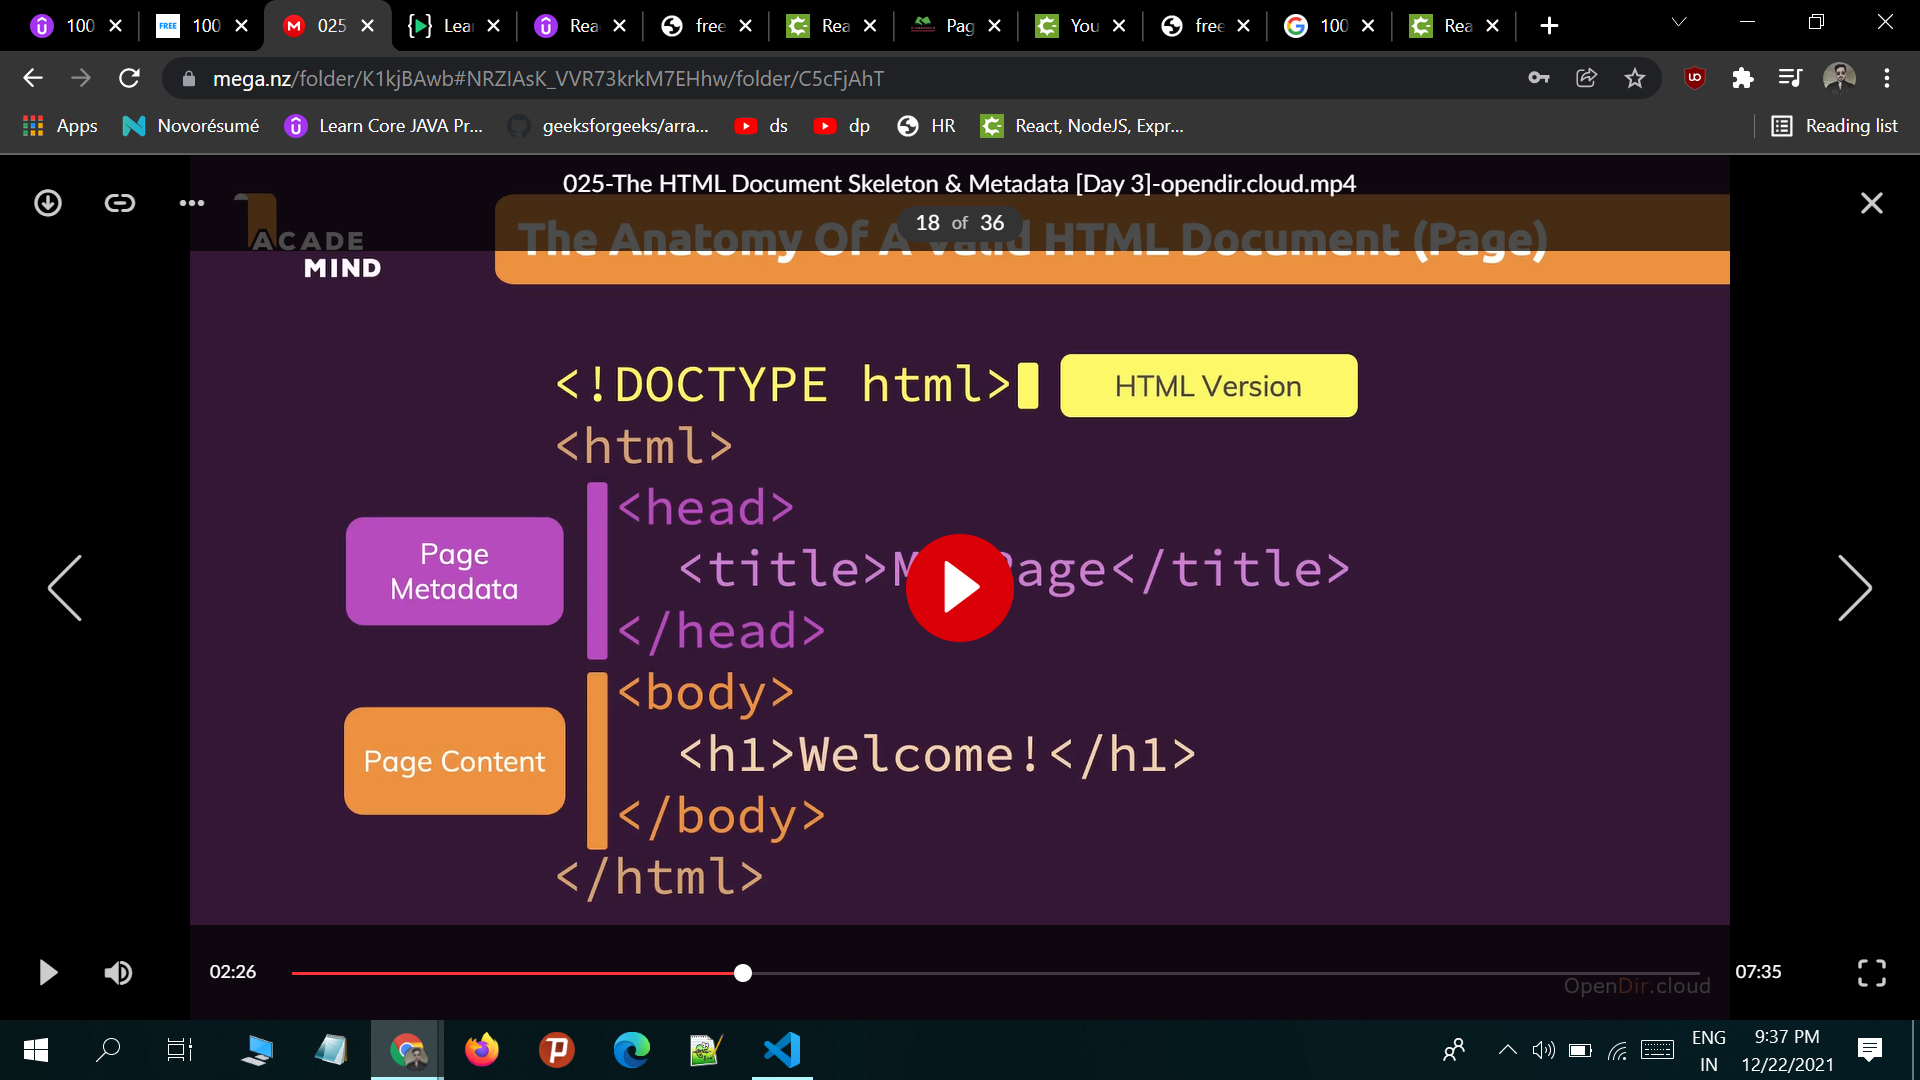 100
100
025
Lear
Rea
free
Rea
Pag
You
free
100
Rea
mega.nz/folder/K1kjBAwb#NRZIAsK_VVR73krkM7EHhw/folder/C5cFjAhT
Apps
Novorésumé
Learn Core JAVA Pr...
geeksforgeeks/arra...
ds
dp
HR
React, NodeJS, Expr...
Reading list
025-The HTML Document Skeleton & Metadata [Day 3]-opendir.cloud.mp4
18 of 36
ACADE
MIND
The Anatomy Of A Valid HTML Document (Page)
<!DOCTYPE html>
HTML Version
<html>
<head>
Page
Metadata
<title>M Page</title>
</head>
<body>
Page Content
<h1>Welcome!</h1>
</body>
</html>
02:26
07:35
OpenDir.cloud
ENG
IN
9:37 PM
12/22/2021